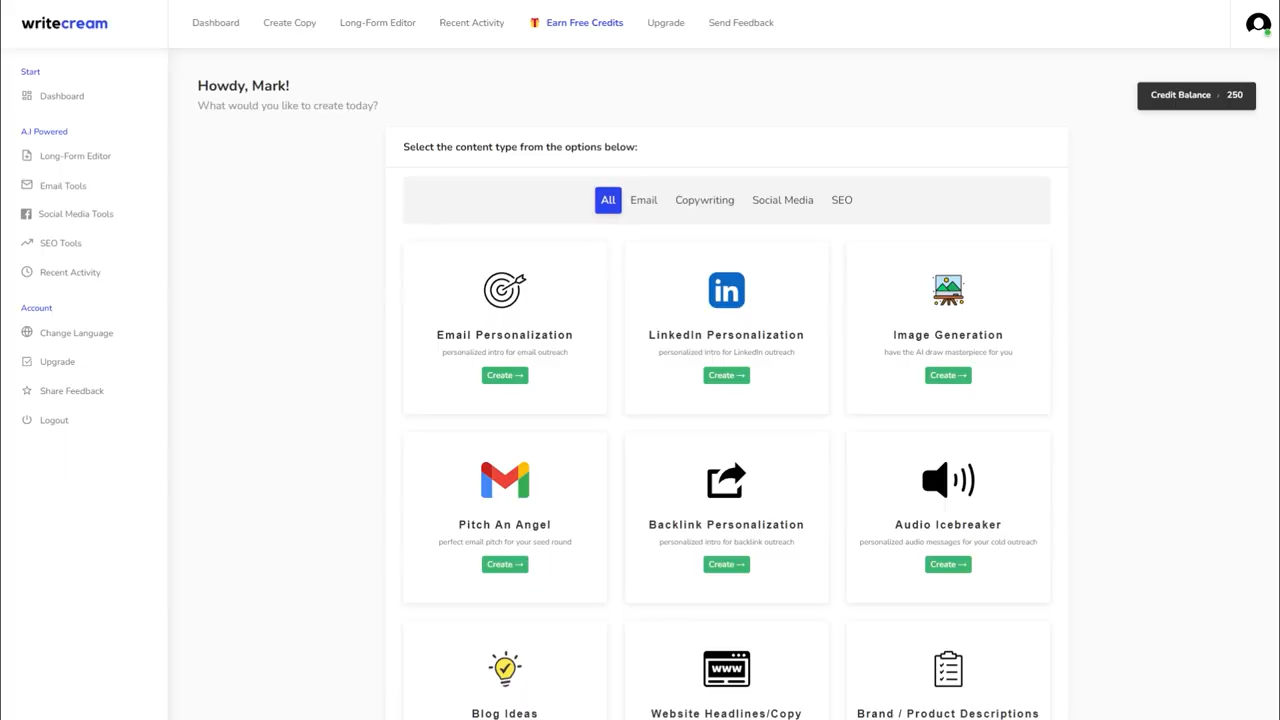 writecream
Dashboard
Create Copy
Long-Form Editor
Recent Activity
Earn Free Credits
Upgrade
Send Feedback
Start
Dashboard
A.I Powered
Long-Form Editor
Email Tools
Social Media Tools
SEO Tools
Recent Activity
Account
Change Language
Upgrade
Share Feedback
Logout
Howdy, Mark!
What would you like to create today?
Credit Balance › 250
Select the content type from the options below:
All
Email
Copywriting
Social Media
SEO
Email Personalization
personalized intro for email outreach
Create →
in
LinkedIn Personalization
personalized intro for LinkedIn outreach
Create →
Image Generation
have the AI draw masterpiece for you
Create →
Pitch An Angel
perfect email pitch for your seed round
Create →
Backlink Personalization
personalized intro for backlink outreach
Create →
Audio Icebreaker
personalized audio messages for your cold outreach
Create →
Blog Ideas
WWW
Website Headlines/Copy
Brand / Product Descriptions